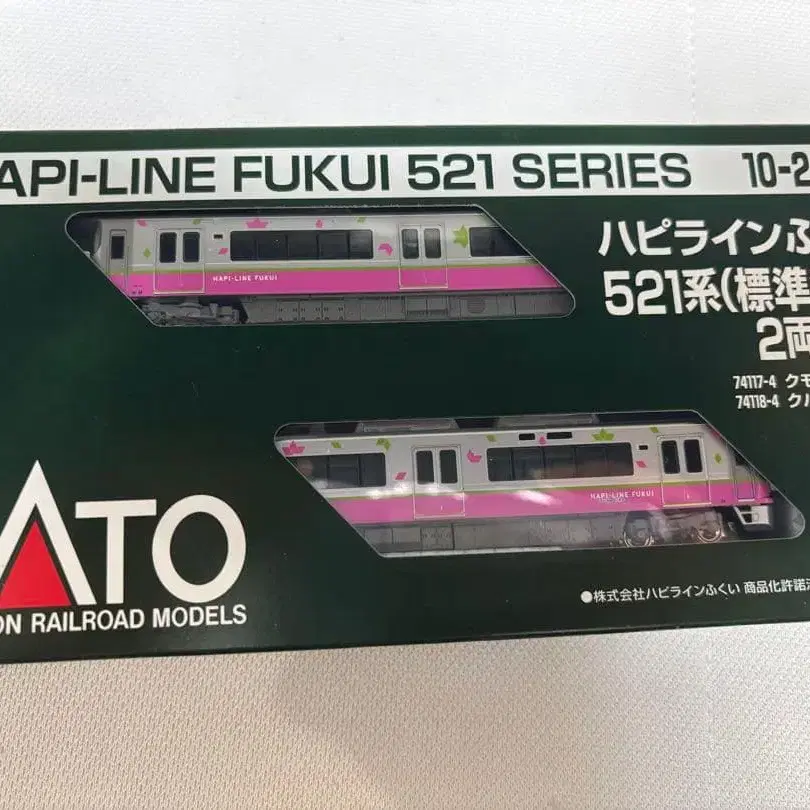 API-LINE FUKUI 521 SERIES 10-2
ハピラインふ
521系(標準
2両
74117-4 クモ
74118-4 クハ
HAPI-LINE FUKUI
HAPI-LINE FUKUI
ATO
ON RAILROAD MODELS
●株式会社ハピラインふくい 商品化許諾済